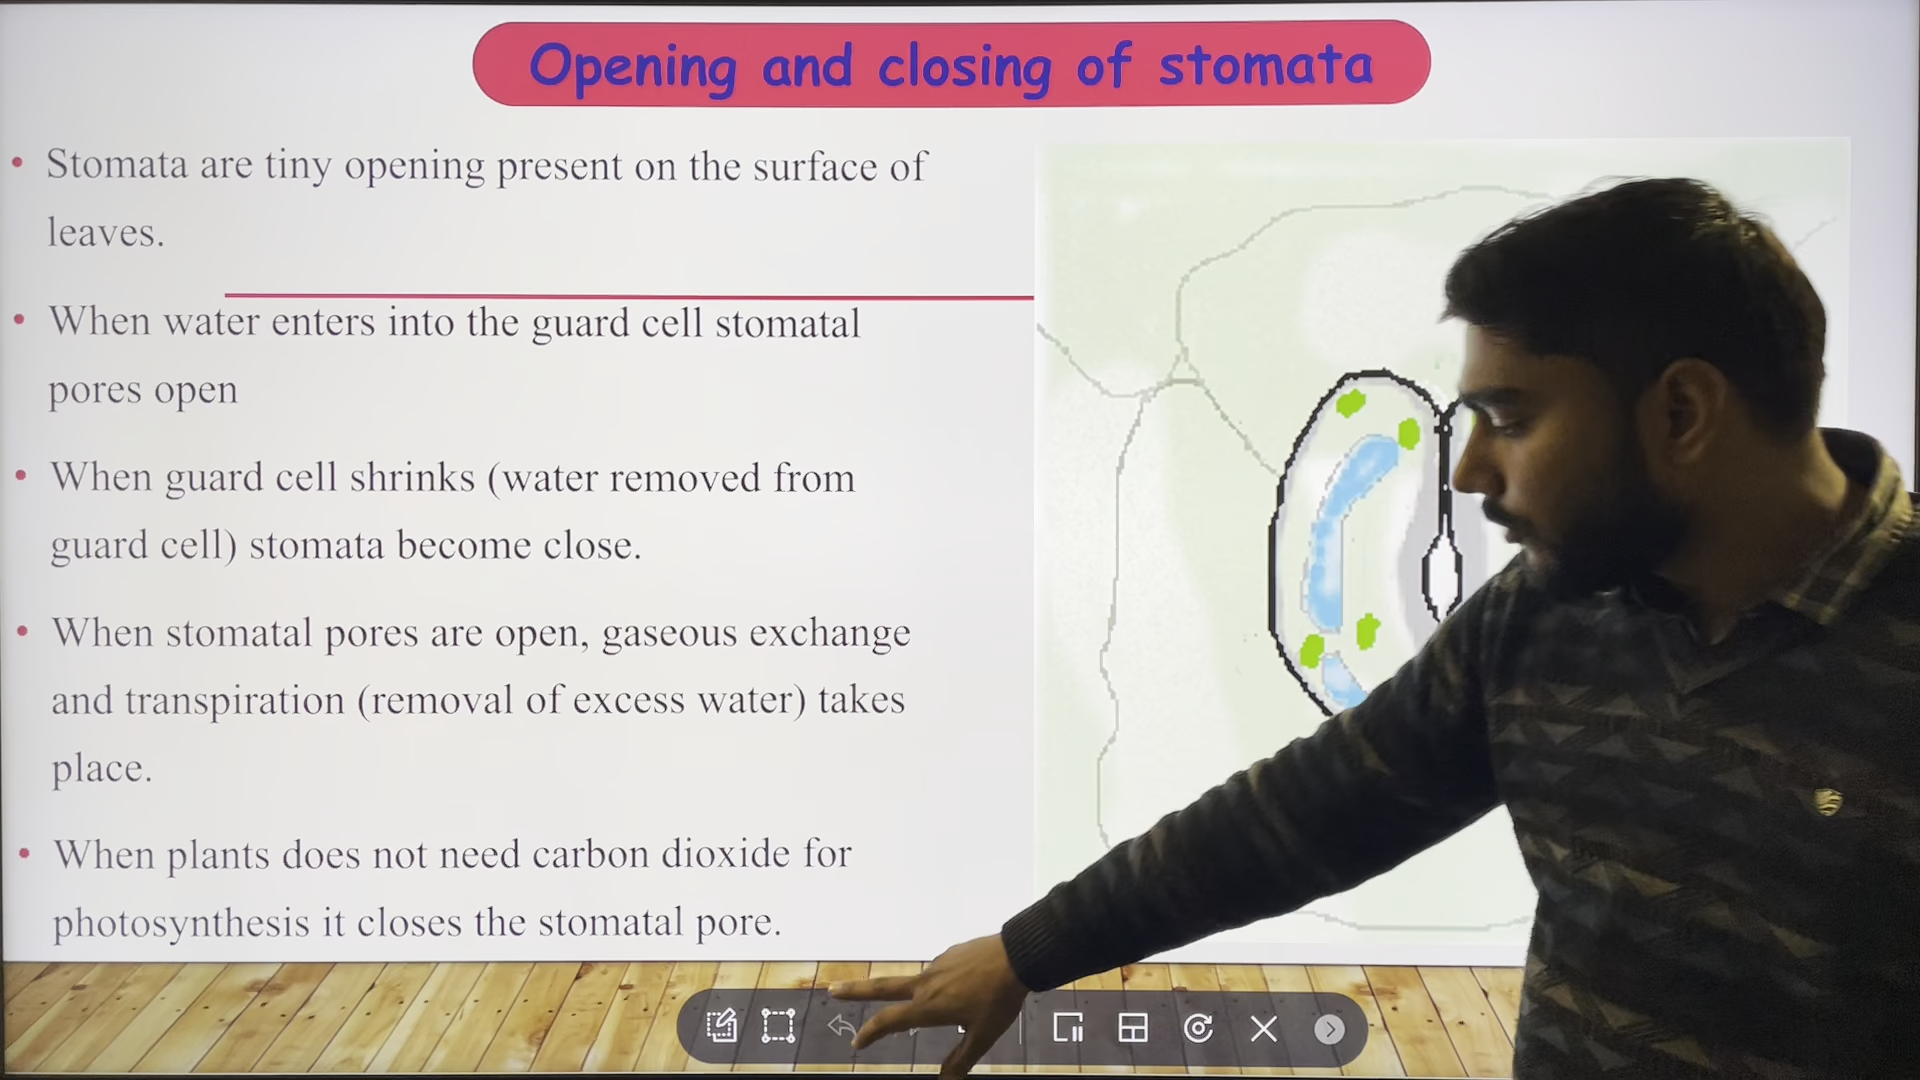 Opening and closing of stomata
• Stomata are tiny opening present on the surface of
leaves.
• When water enters into the guard cell stomatal
pores open
• When guard cell shrinks (water removed from
guard cell) stomata become close.
• When stomatal pores are open, gaseous exchange
and transpiration (removal of excess water) takes
place.
• When plants does not need carbon dioxide for
photosynthesis it closes the stomatal pore.